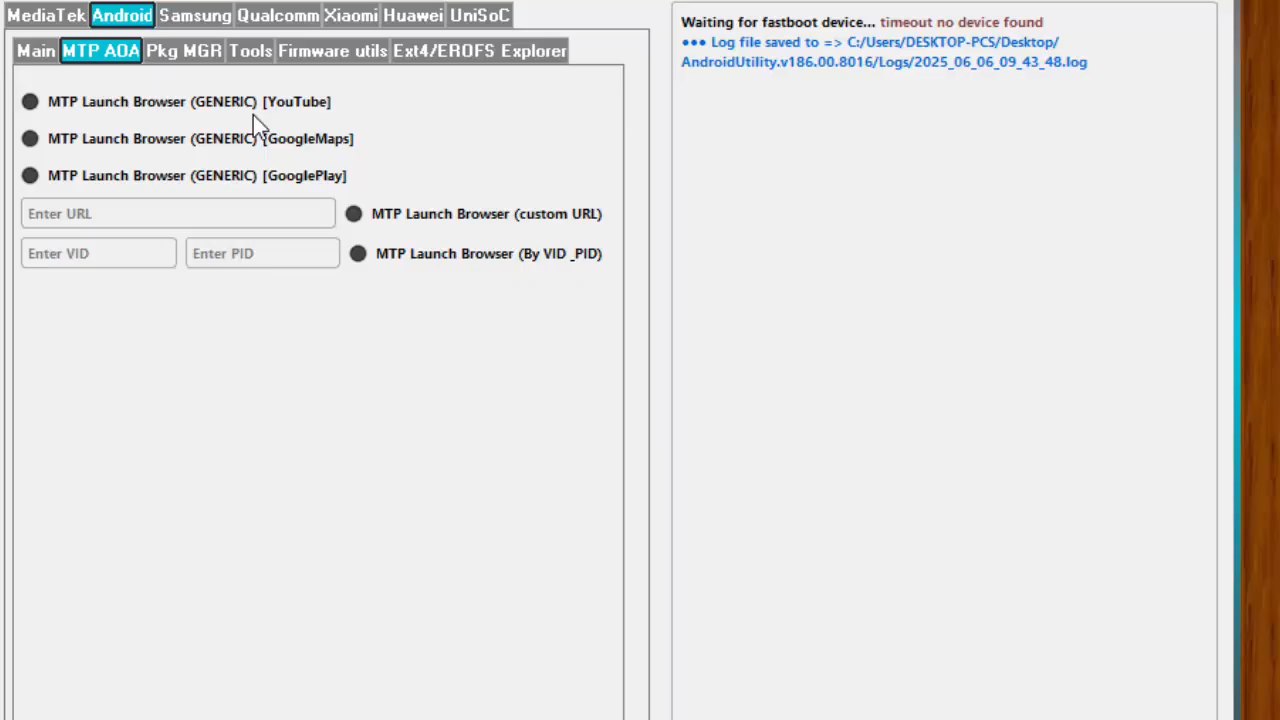 MediaTek Android Samsung Qualcomm Xiaomi Huawei UniSoC
Main MTP AOA Pkg MGR Tools Firmware utils Ext4/EROFS Explorer
MTP Launch Browser (GENERIC) [YouTube]
MTP Launch Browser (GENERIC) [GoogleMaps]
MTP Launch Browser (GENERIC) [GooglePlay]
Enter URL MTP Launch Browser (custom URL)
Enter VID Enter PID MTP Launch Browser (By VID _PID)
Waiting for fastboot device... timeout no device found
••• Log file saved to => C:/Users/DESKTOP-PCS/Desktop/
AndroidUtility.v186.00.8016/Logs/2025_06_06_09_43_48.log